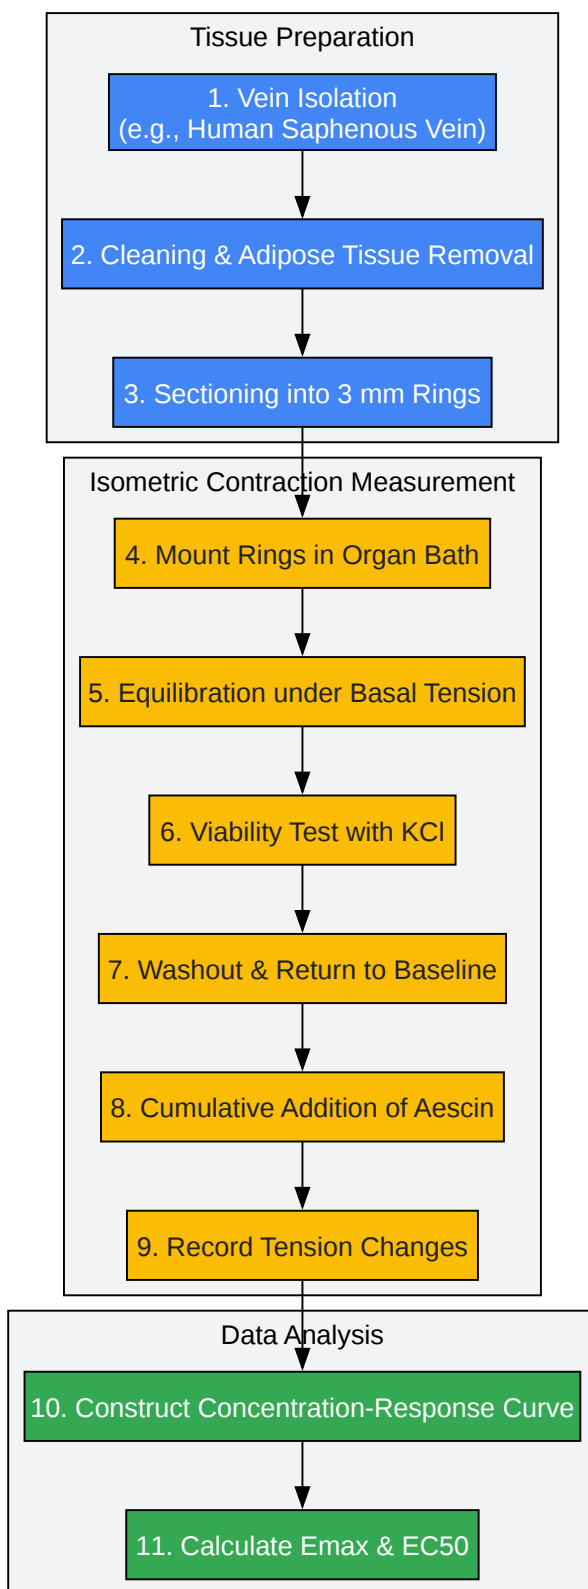 Tissue Preparation
1. Vein Isolation
(e.g., Human Saphenous Vein)
2. Cleaning & Adipose Tissue Removal
3. Sectioning into 3 mm Rings
Isometric Contraction Measurement
4. Mount Rings in Organ Bath
5. Equilibration under Basal Tension
6. Viability Test with KCl
7. Washout & Return to Baseline
8. Cumulative Addition of Aescin
9. Record Tension Changes
Data Analysis
10. Construct Concentration-Response Curve
11. Calculate Emax & EC50